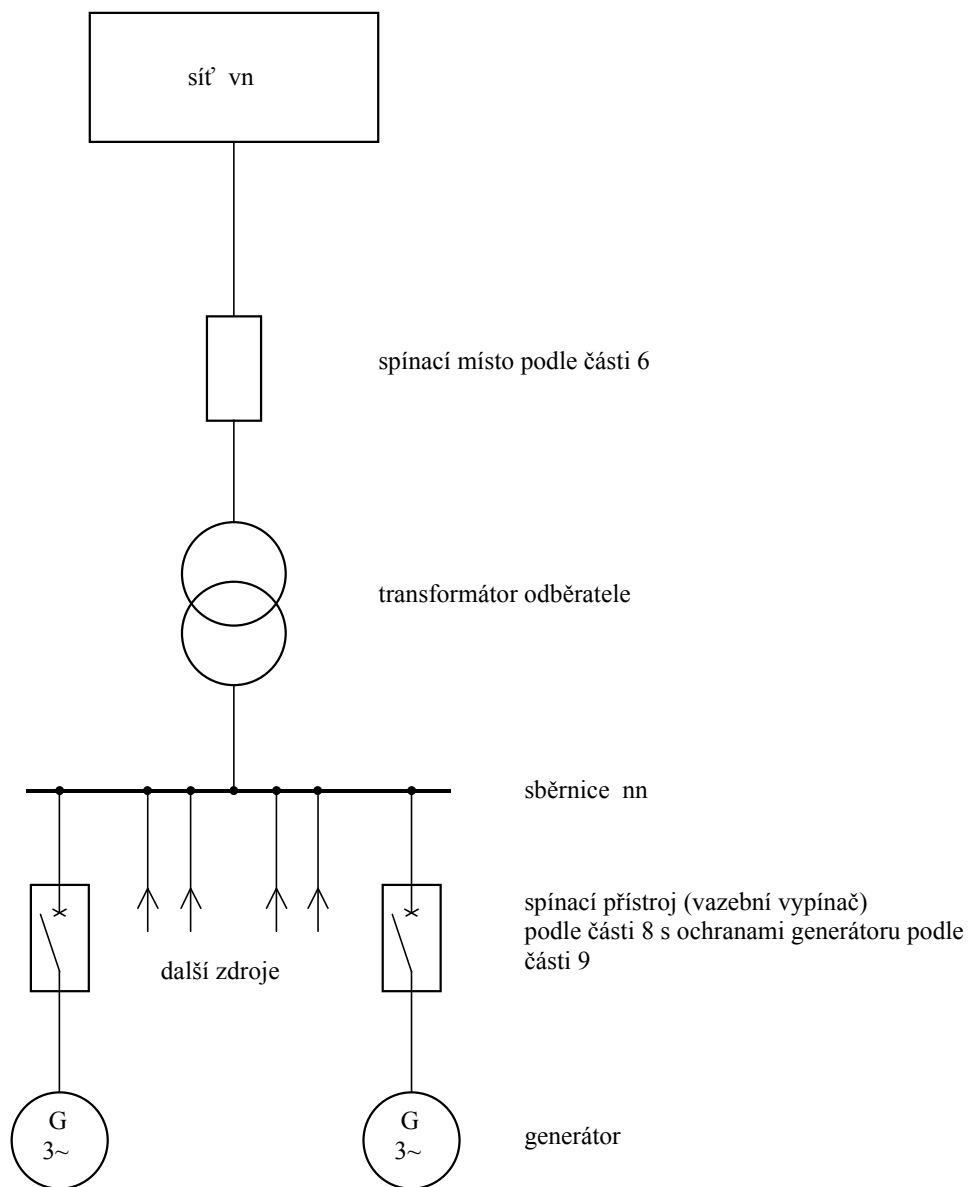 síť vn
spínací místo podle části 6
transformátor odběratele
sběrnice nn
spínací přístroj (vazební vypínač)
podle části 8 s ochranami generátoru podle
části 9
další zdroje
G
3~
G
3~
generátor